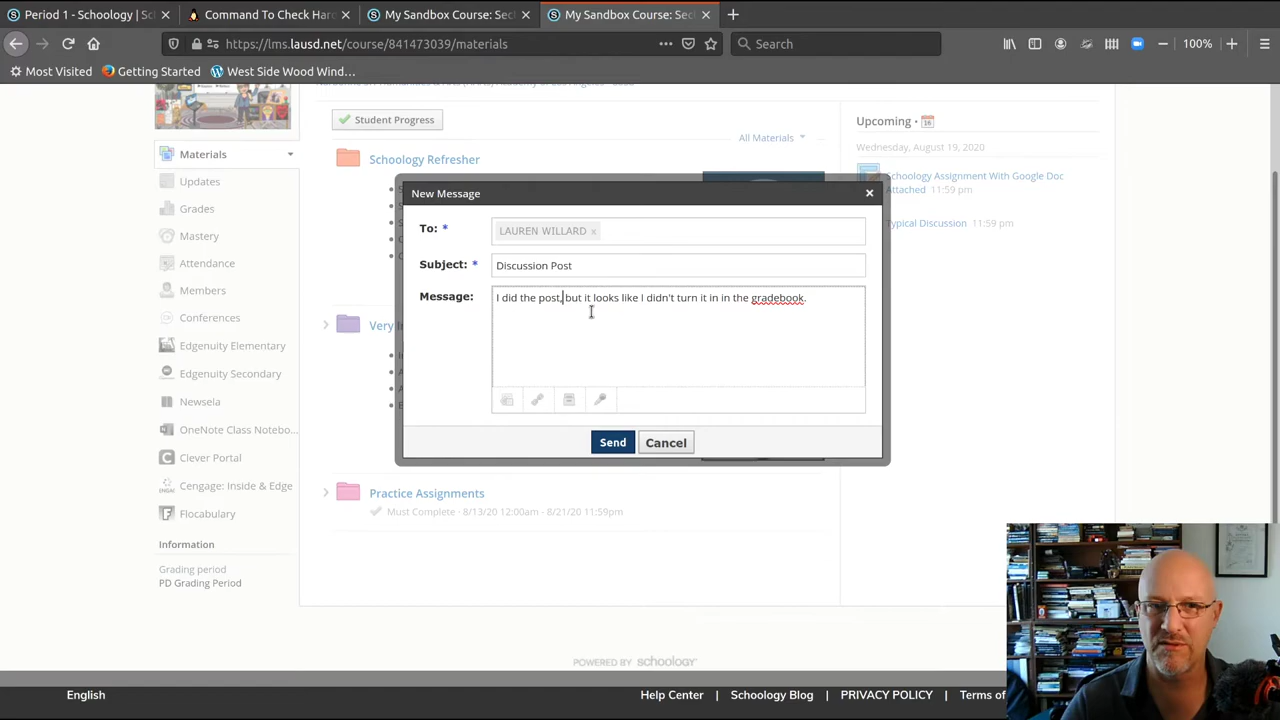 Period 1 - Schoology | Sc
Command To Check Har
My Sandbox Course: Sec
My Sandbox Course: Sec
https://lms.lausd.net/course/841473039/materials
Search
100%
Most Visited
Getting Started
West Side Wood Wind…
Student Progress
All Materials
Upcoming •
16
Wednesday, August 19, 2020
Materials
Schoology Refresher
Schoology Assignment With Google Doc
Attached 11:59 pm
Updates
New Message
Grades
To: *
LAUREN WILLARD x
Typical Discussion 11:59 pm
Mastery
Attendance
Subject: *
Discussion Post
Members
Message:
I did the post, but it looks like I didn't turn it in in the gradebook.
Conferences
Very I
Edgenuity Elementary
Edgenuity Secondary
Newsela
OneNote Class Notebo...
Send
Cancel
Clever Portal
Cengage: Inside & Edge
Practice Assignments
Flocabulary
Must Complete · 8/13/20 12:00am - 8/21/20 11:59pm
Information
Grading period
PD Grading Period
POWERED BY schoology
English
Help Center | Schoology Blog | PRIVACY POLICY | Terms of